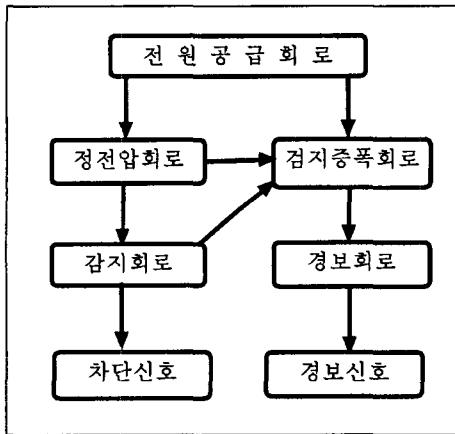 전 원 공 급 회 로
정전압회로 검지증폭회로
감지회로 경보회로
차단신호 경보신호